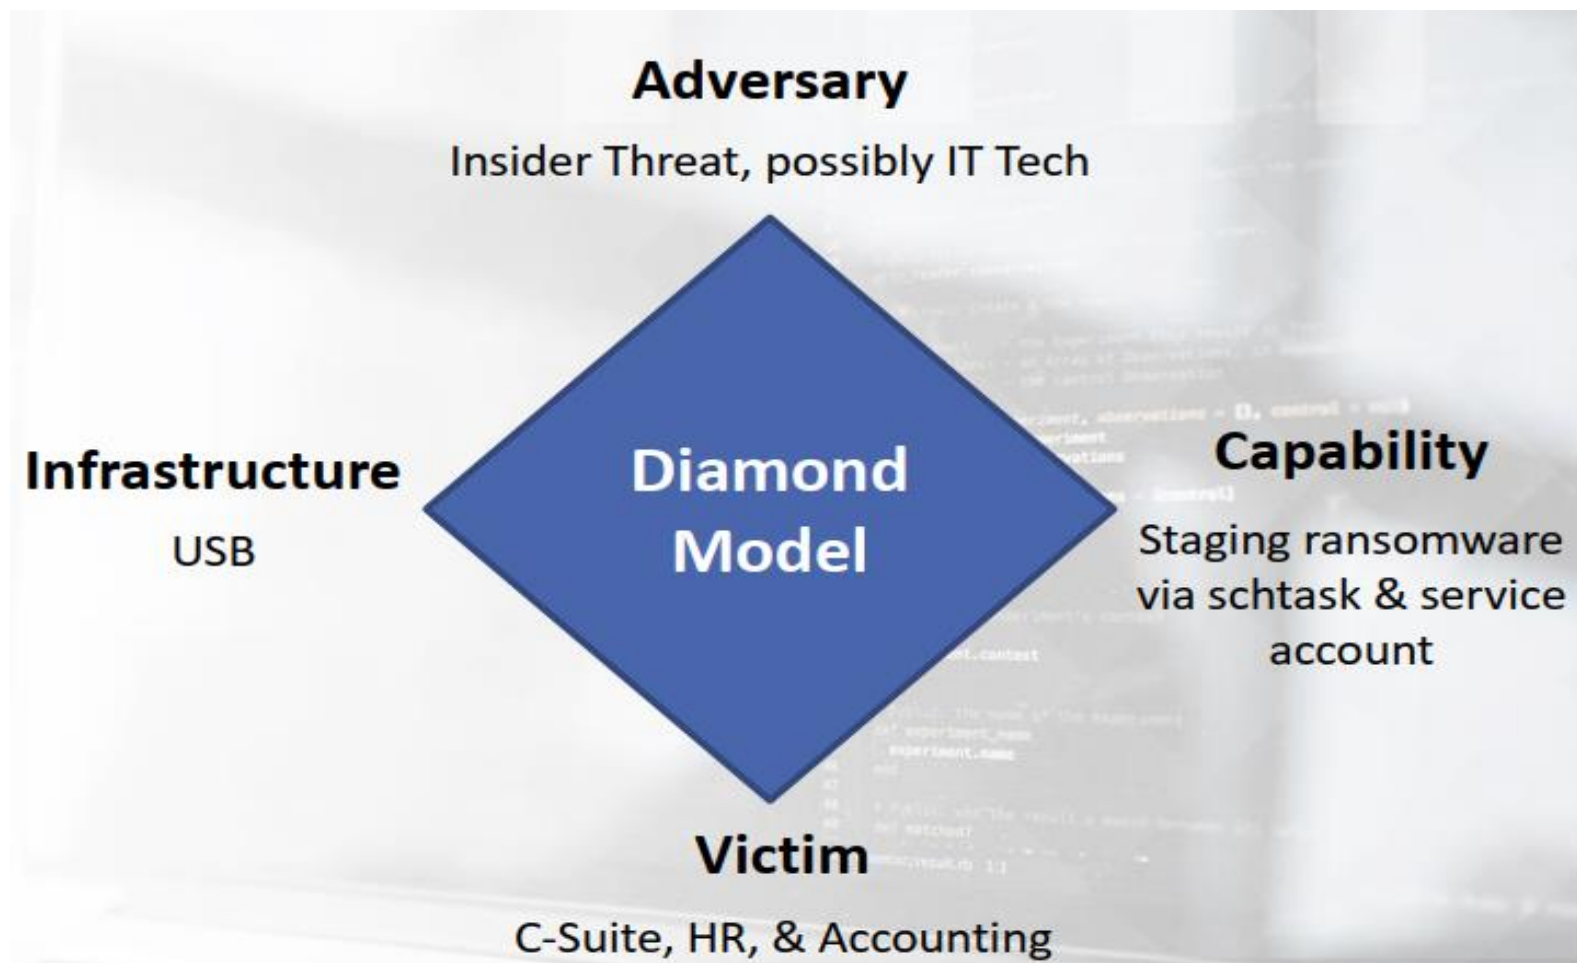 Adversary
Insider Threat, possibly IT Tech
Infrastructure
USB
Diamond
Model
Capability
Staging ransomware
via schtask & service
account
Victim
C-Suite, HR, & Accounting